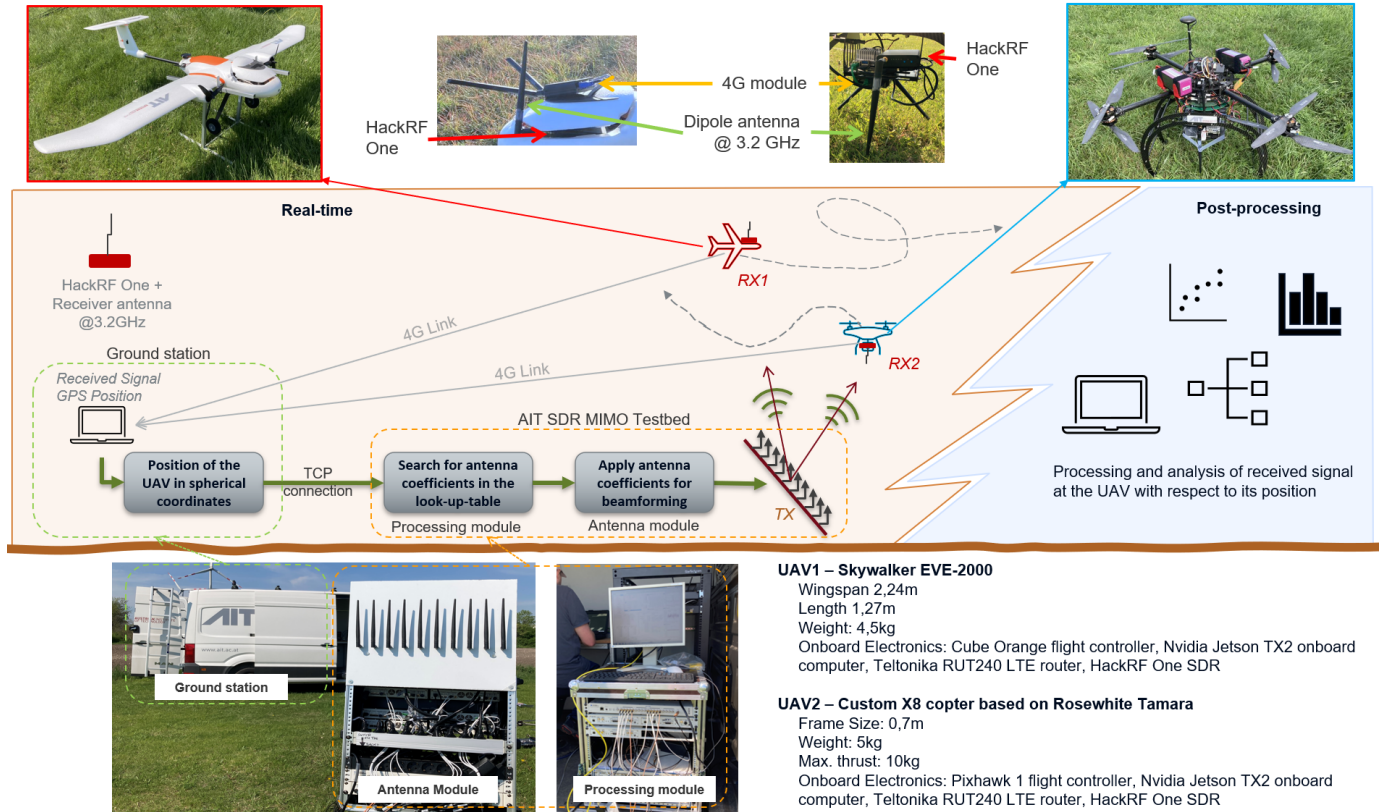 HackRF
One
4G module
Dipole antenna
@ 3.2 GHz
HackRF
One
AIT
Real-time
Post-processing
HackRF One +
Receiver antenna
@3.2GHz
RX1
RX2
4G Link
4G Link
Ground station
Received Signal
GPS Position
AIT SDR MIMO Testbed
Position of the
UAV in spherical
coordinates
TCP
connection
Search for antenna
coefficients in the
look-up-table
Apply antenna
coefficients for
beamforming
TX
Processing module
Antenna module
Processing and analysis of received signal
at the UAV with respect to its position
AIT
www.ait.ac.at
Ground station
Antenna Module
Processing module
UAV1 – Skywalker EVE-2000
Wingspan 2,24m
Length 1,27m
Weight: 4,5kg
Onboard Electronics: Cube Orange flight controller, Nvidia Jetson TX2 onboard
computer, Teltonika RUT240 LTE router, HackRF One SDR
UAV2 – Custom X8 copter based on Rosewhite Tamara
Frame Size: 0,7m
Weight: 5kg
Max. thrust: 10kg
Onboard Electronics: Pixhawk 1 flight controller, Nvidia Jetson TX2 onboard
computer, Teltonika RUT240 LTE router, HackRF One SDR